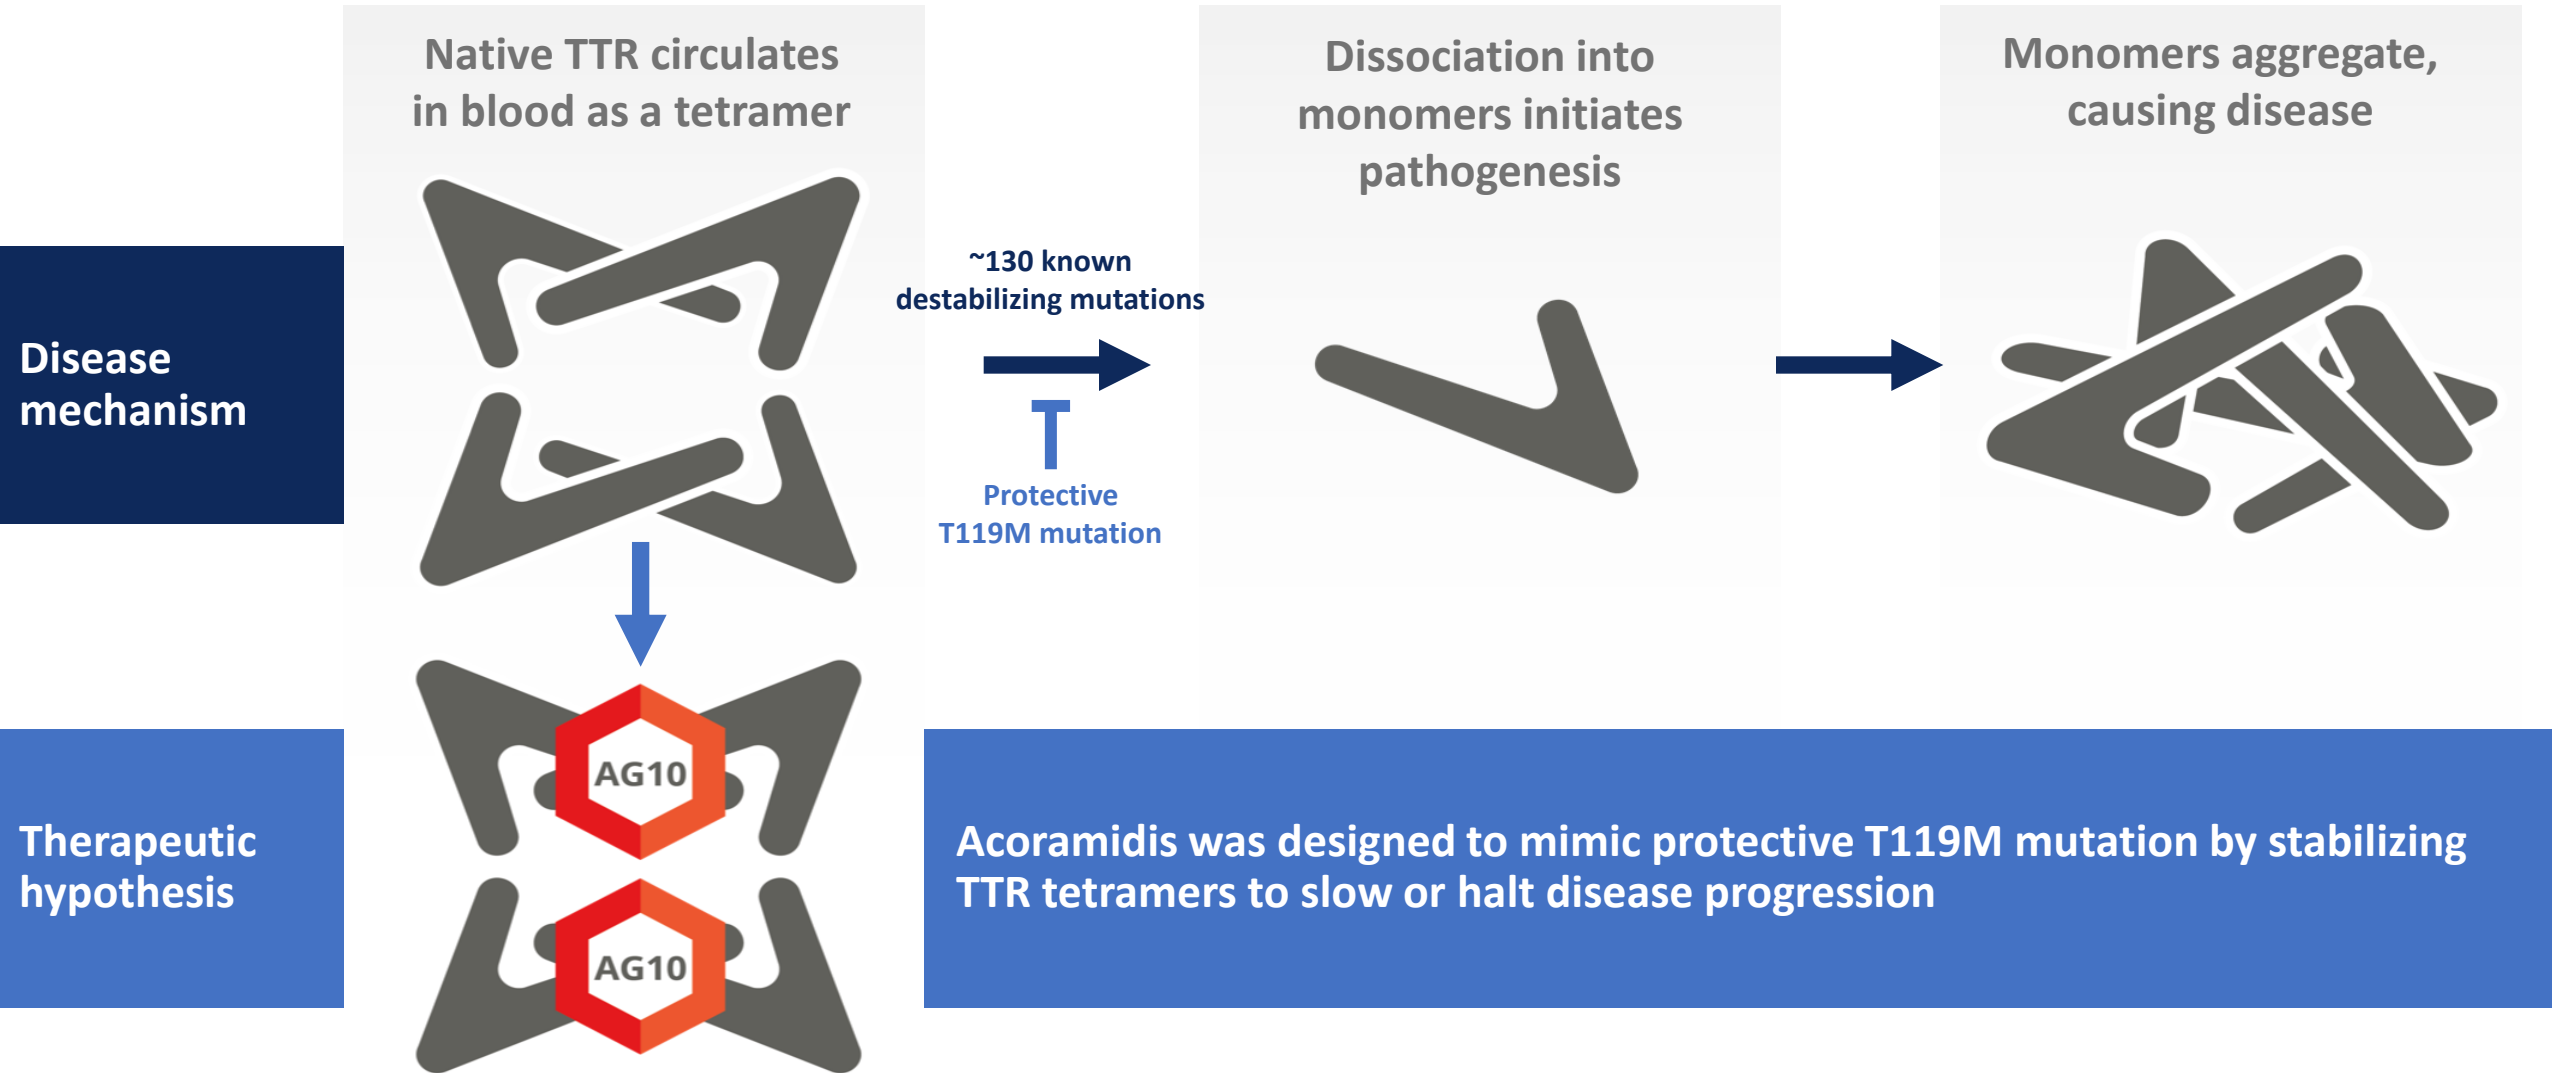 Native TTR circulates
in blood as a tetramer
Dissociation into
monomers initiates
pathogenesis
Monomers aggregate,
causing disease
Disease
mechanism
~130 known
destabilizing mutations
Protective
T119M mutation
Therapeutic
hypothesis
AG10
AG10
Acoramidis was designed to mimic protective T119M mutation by stabilizing
TTR tetramers to slow or halt disease progression